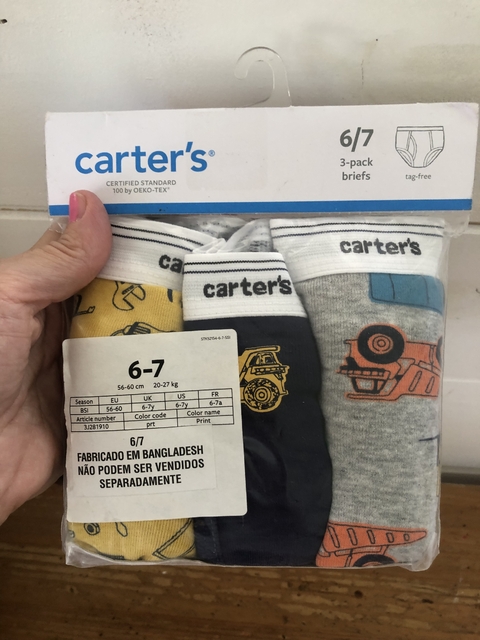 carter's®
CERTIFIED STANDARD
100 by OEKO-TEX®
6/7
3-pack
briefs
tag-free
ca
carter's
carter's
6-7
56-60 cm 20-27 kg
Season EU UK US FR
BSI 56-60 6-7y 6-7y 6-7a
Article number Color code Color name
3J281910 prt Print
6/7
FABRICADO EM BANGLADESH
NÃO PODEM SER VENDIDOS
SEPARADAMENTE